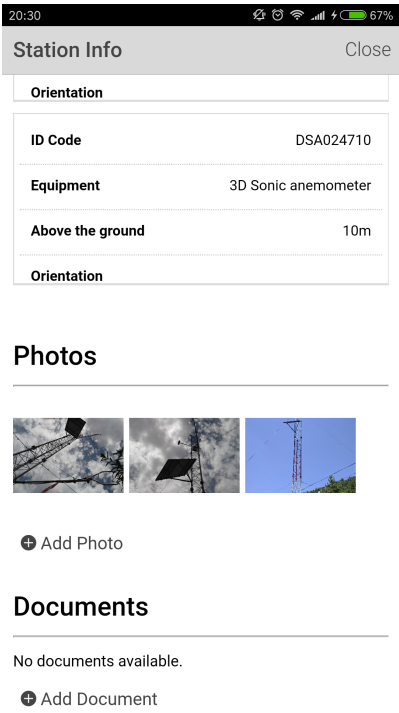 20:30 67%
Station Info Close
Orientation
ID Code DSA024710
Equipment 3D Sonic anemometer
Above the ground 10m
Orientation
Photos
Add Photo
Documents
No documents available.
Add Document